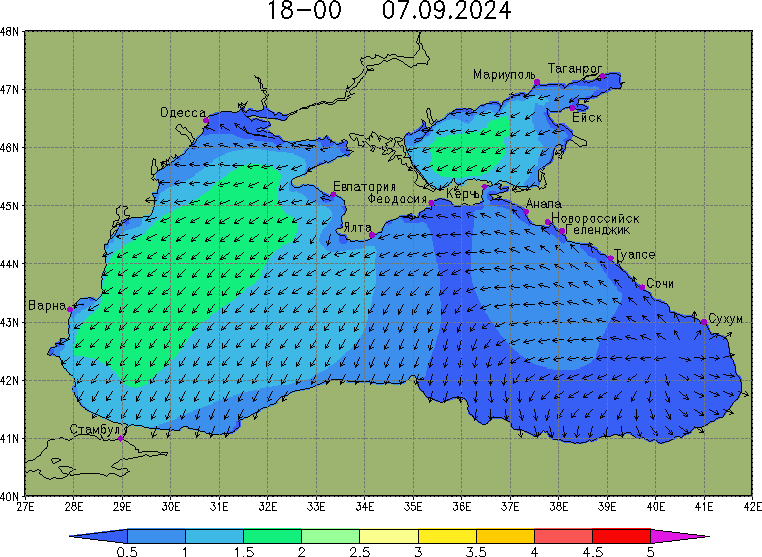 18-00 07.09.2024
48N
47N
46N
45N
44N
43N
42N
41N
40N
Мариуполь
Таганрог
Одесса
Ейск
Евпатория
Феодосия
Керчь
Анапа
Новороссийск
Геленджик
Ялта
Туапсе
Сочи
Варна
Сухум
Стамбул
27E 28E 29E 30E 31E 32E 33E 34E 35E 36E 37E 38E 39E 40E 41E 42E
0.5 1 1.5 2 2.5 3 3.5 4 4.5 5